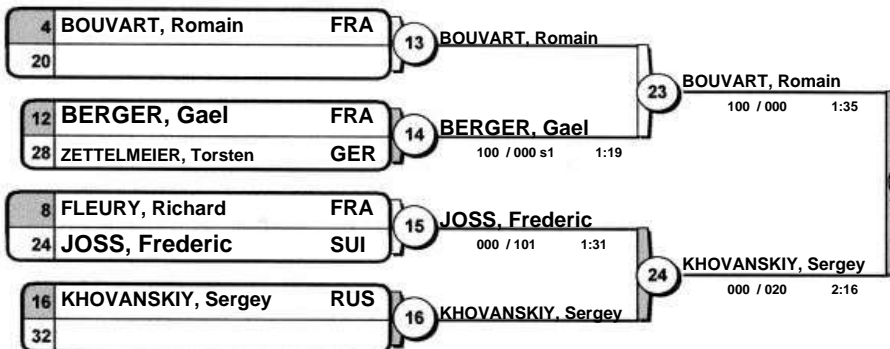 4 BOUVART, Romain FRA
20
13 BOUVART, Romain
12 BERGER, Gael FRA
28 ZETTELMEIER, Torsten GER
14 BERGER, Gael
100 / 000 s1 1:19
23 BOUVART, Romain
100 / 000 1:35
8 FLEURY, Richard FRA
24 JOSS, Frederic SUI
15 JOSS, Frederic
000 / 101 1:31
16 KHOVANSKIY, Sergey RUS
32
16 KHOVANSKIY, Sergey
24 KHOVANSKIY, Sergey
000 / 020 2:16